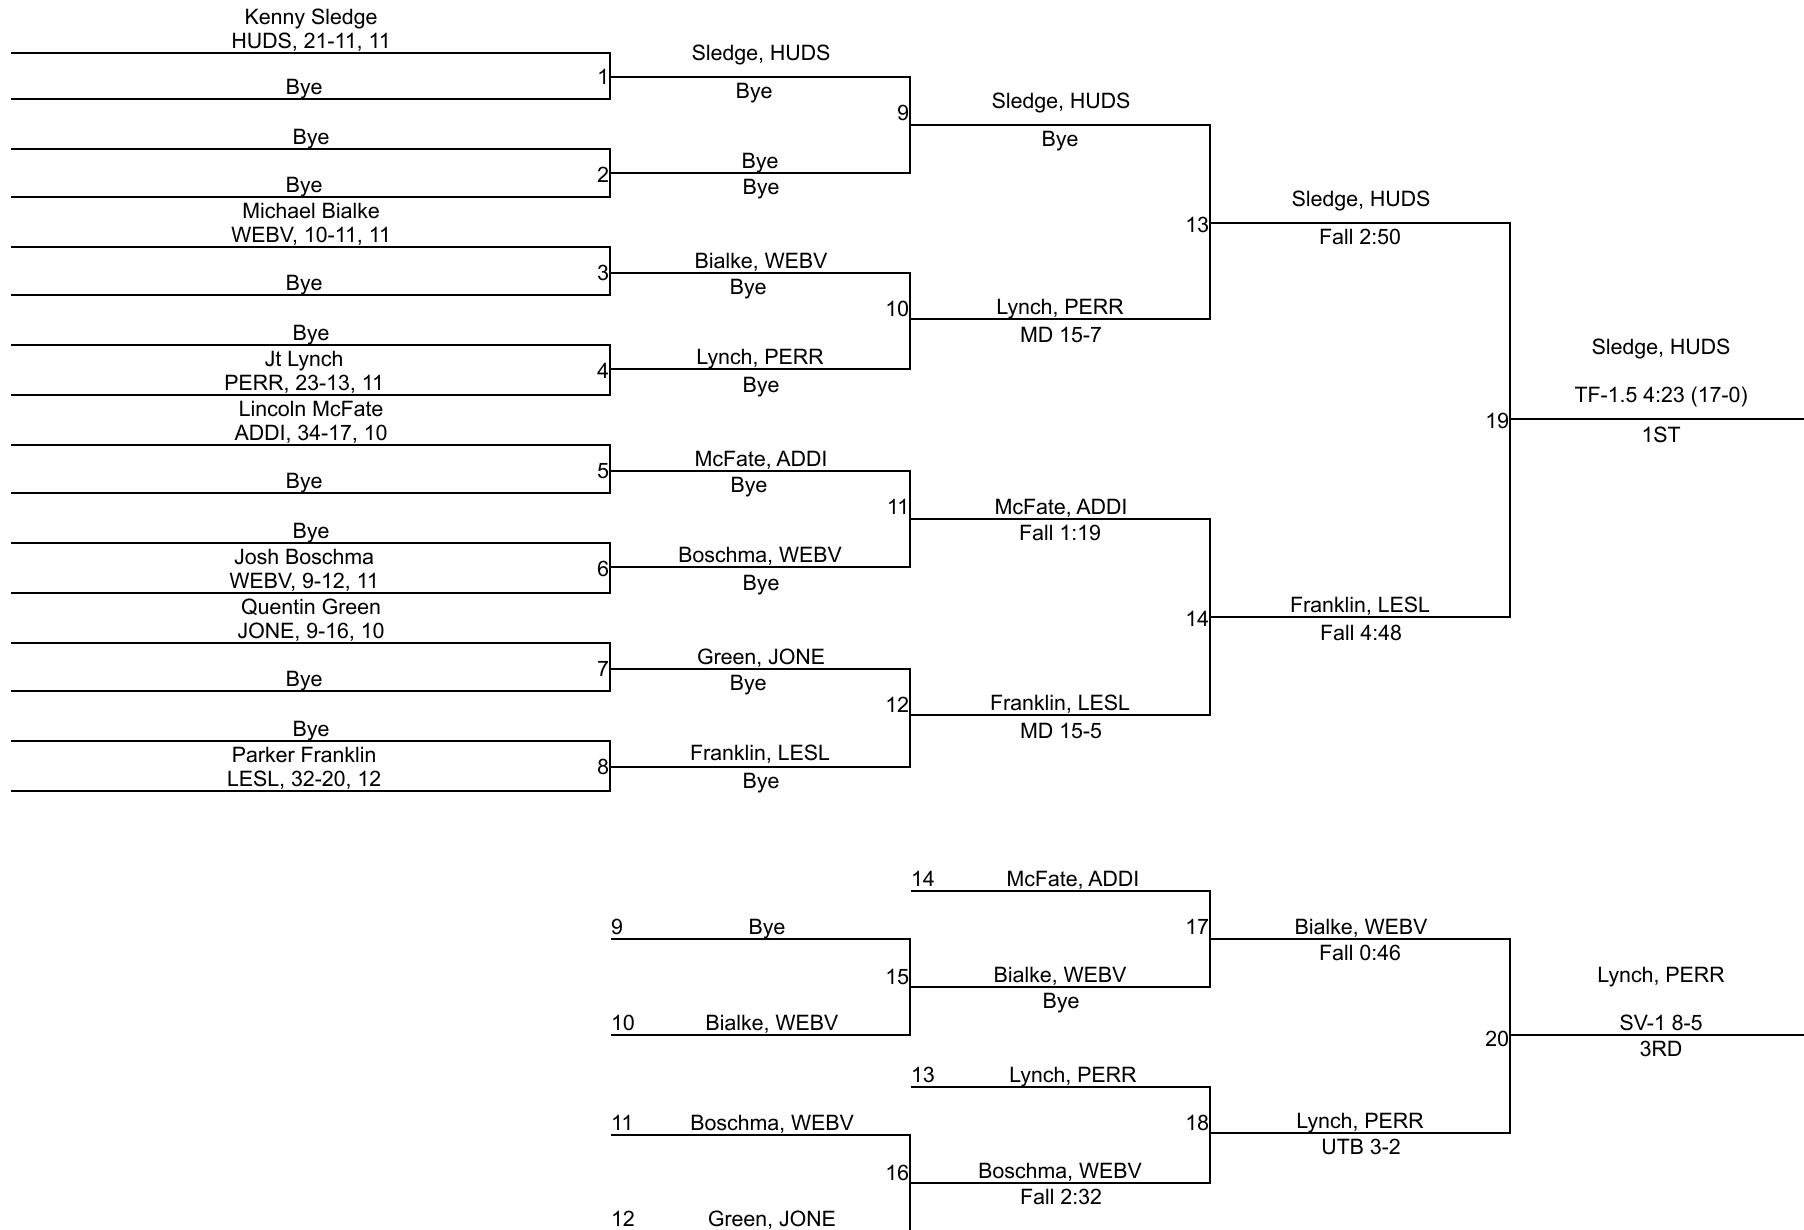 Kenny Sledge
HUDS, 21-11, 11
1
Bye
Bye
2
Bye
Michael Bialke
WEBV, 10-11, 11
3
Bye
Bye
4
Jt Lynch
PERR, 23-13, 11
Lincoln McFate
ADDI, 34-17, 10
5
Bye
Bye
6
Josh Boschma
WEBV, 9-12, 11
Quentin Green
JONE, 9-16, 10
7
Bye
Bye
8
Parker Franklin
LESL, 32-20, 12
Sledge, HUDS
Bye
9
Bye
Bye
Bialke, WEBV
Bye
10
Lynch, PERR
Bye
McFate, ADDI
Bye
11
Boschma, WEBV
Bye
Green, JONE
Bye
12
Franklin, LESL
Bye
Sledge, HUDS
Bye
13
Lynch, PERR
MD 15-7
McFate, ADDI
Fall 1:19
14
Franklin, LESL
MD 15-5
Sledge, HUDS
Fall 2:50
19
Franklin, LESL
Fall 4:48
Sledge, HUDS
TF-1.5 4:23 (17-0)
1ST
14 McFate, ADDI
17
9 Bye
15
Bialke, WEBV
Bye
10 Bialke, WEBV
13 Lynch, PERR
18
11 Boschma, WEBV
16
Boschma, WEBV
Fall 2:32
12 Green, JONE
Bialke, WEBV
Fall 0:46
20
Lynch, PERR
UTB 3-2
Lynch, PERR
SV-1 8-5
3RD